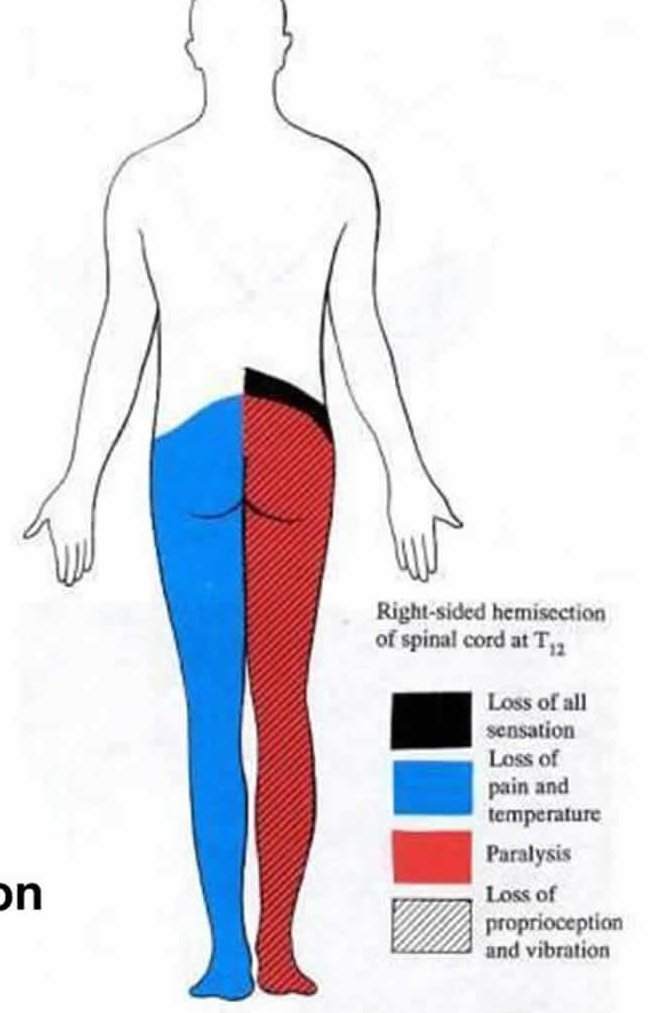 Right-sided hemisection
of spinal cord at T12
Loss of all
sensation
Loss of
pain and
temperature
Paralysis
Loss of
proprioception
and vibration
on